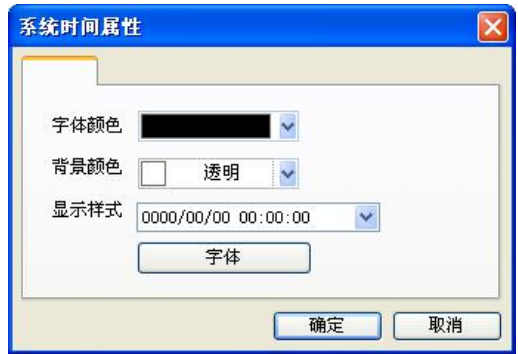 系统时间属性
字体颜色
背景颜色 透明
显示样式 0000/00/00 00:00:00
字体
确定 取消